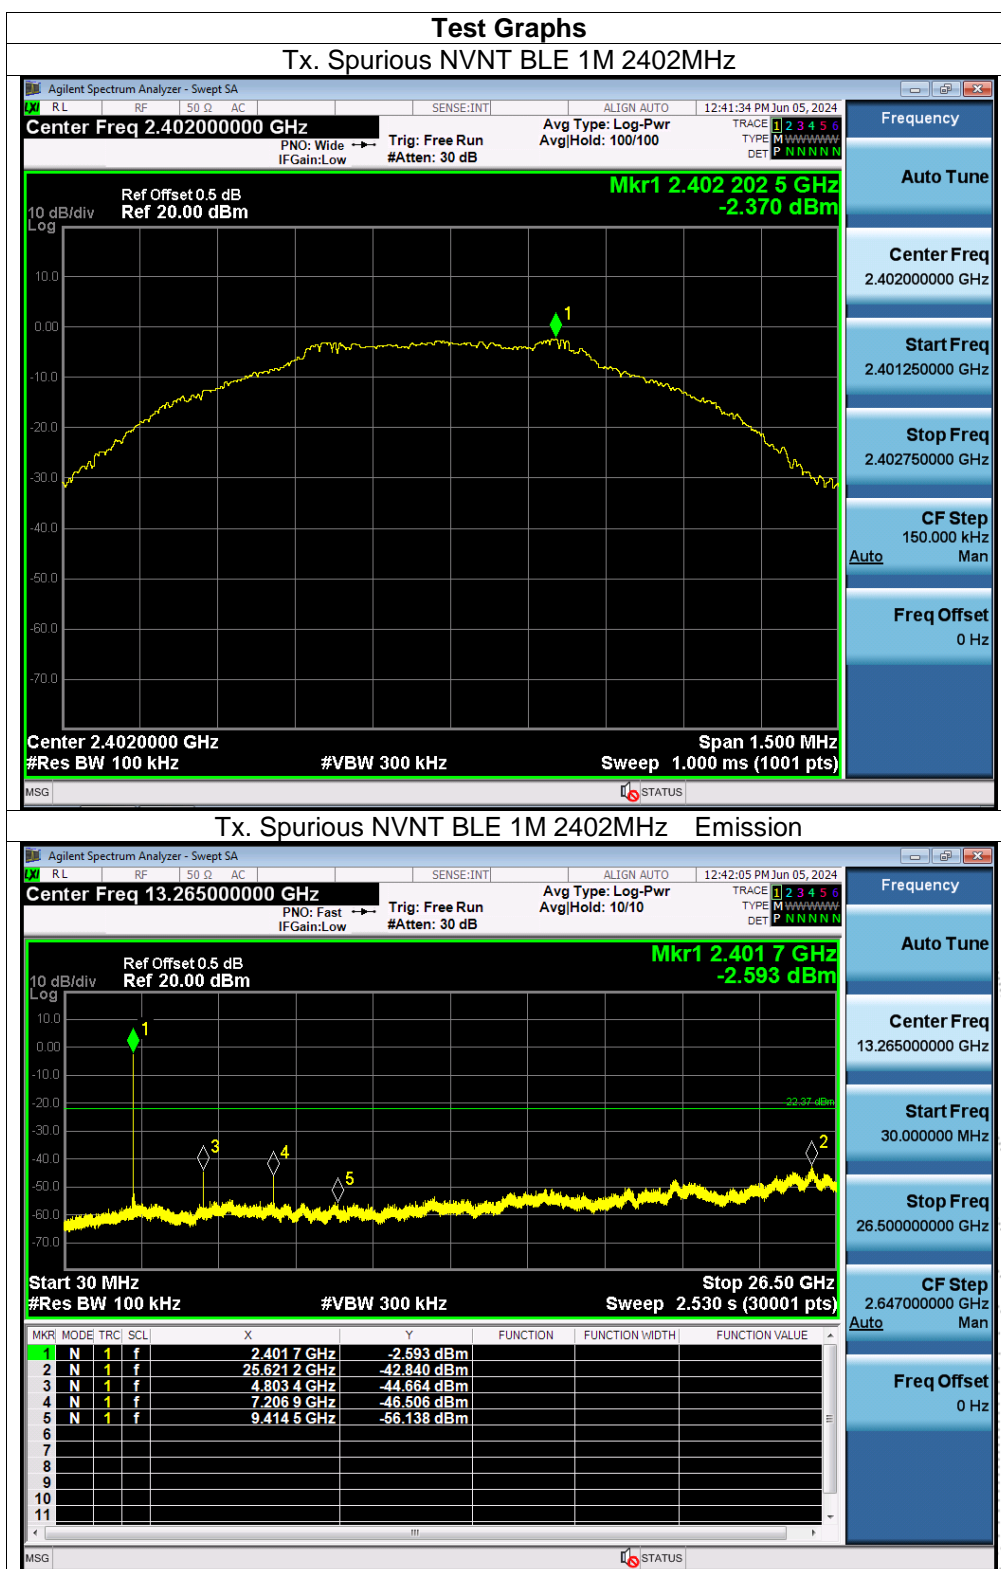 Test Graphs
Tx. Spurious NVNT BLE 1M 2402MHz
Agilent Spectrum Analyzer - Swept SA
LXI RL RF 50 Ω AC SENSE:INT ALIGN AUTO 12:41:34 PM Jun 05, 2024
Center Freq 2.402000000 GHz
PNO: Wide
IFGain:Low
Trig: Free Run
#Atten: 30 dB
Avg Type: Log-Pwr
Avg|Hold: 100/100
TRACE 1 2 3 4 5 6
TYPE M WWWWW
DET P N N N N N
Mkr1 2.402 202 5 GHz
-2.370 dBm
Ref Offset 0.5 dB
10 dB/div Ref 20.00 dBm
Log
10.0
0.00
-10.0
-20.0
-30.0
-40.0
-50.0
-60.0
-70.0
1
Center 2.4020000 GHz Span 1.500 MHz
#Res BW 100 kHz #VBW 300 kHz Sweep 1.000 ms (1001 pts)
MSG STATUS
Frequency
Auto Tune
Center Freq
2.402000000 GHz
Start Freq
2.401250000 GHz
Stop Freq
2.402750000 GHz
CF Step
150.000 kHz
Auto Man
Freq Offset
0 Hz
Tx. Spurious NVNT BLE 1M 2402MHz Emission
Agilent Spectrum Analyzer - Swept SA
LXI RL RF 50 Ω AC SENSE:INT ALIGN AUTO 12:42:05 PM Jun 05, 2024
Center Freq 13.265000000 GHz
PNO: Fast
IFGain:Low
Trig: Free Run
#Atten: 30 dB
Avg Type: Log-Pwr
Avg|Hold: 10/10
TRACE 1 2 3 4 5 6
TYPE M WWWWW
DET P N N N N N
Mkr1 2.401 7 GHz
-2.593 dBm
Ref Offset 0.5 dB
10 dB/div Ref 20.00 dBm
Log
10.0
0.00
-10.0
-20.0
-30.0
-40.0
-50.0
-60.0
-70.0
1
-22.37 dBm
2
3
4
5
Start 30 MHz Stop 26.50 GHz
#Res BW 100 kHz #VBW 300 kHz Sweep 2.530 s (30001 pts)
MKR MODE TRC SCL X Y FUNCTION FUNCTION WIDTH FUNCTION VALUE
1 N 1 f 2.401 7 GHz -2.593 dBm
2 N 1 f 25.621 2 GHz -42.840 dBm
3 N 1 f 4.803 4 GHz -44.664 dBm
4 N 1 f 7.206 9 GHz -46.506 dBm
5 N 1 f 9.414 5 GHz -56.138 dBm
6
7
8
9
10
11
MSG STATUS
Frequency
Auto Tune
Center Freq
13.265000000 GHz
Start Freq
30.000000 MHz
Stop Freq
26.500000000 GHz
CF Step
2.647000000 GHz
Auto Man
Freq Offset
0 Hz